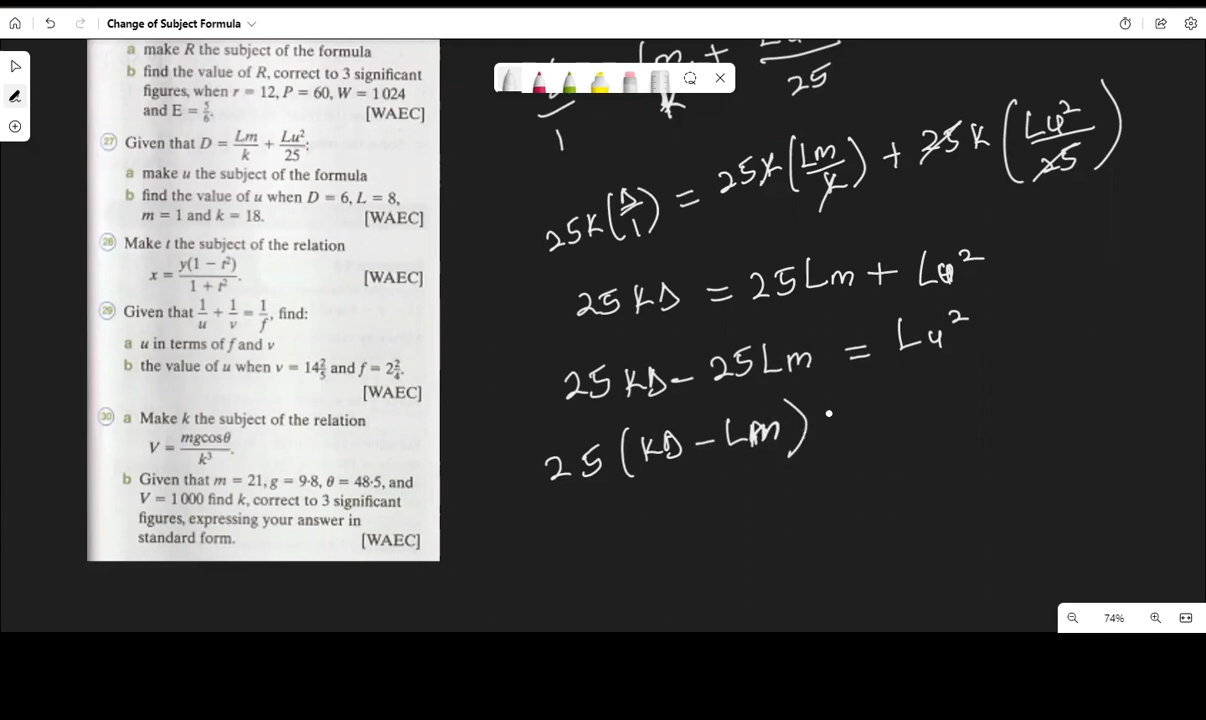 Change of Subject Formula
a make R the subject of the formula
b find the value of R, correct to 3 significant
figures, when r = 12, P = 60, W = 1 024
and E = 5/6. [WAEC]
27 Given that D = Lm/k + Lu²/25;
a make u the subject of the formula
b find the value of u when D = 6, L = 8,
m = 1 and k = 18. [WAEC]
28 Make t the subject of the relation
x = y(1 − t²)/1 + t². [WAEC]
29 Given that 1/u + 1/v = 1/f, find:
a u in terms of f and v
b the value of u when v = 14 2/5 and f = 2 2/4.
[WAEC]
30 a Make k the subject of the relation
V = mgcosθ/k³.
b Given that m = 21, g = 9·8, θ = 48·5, and
V = 1 000 find k, correct to 3 significant
figures, expressing your answer in
standard form. [WAEC]
25k(D/1) = 25k(Lm/k) + 25k(Lu²/25)
25kD = 25Lm + Lu²
25kD − 25Lm = Lu²
25(kD − Lm)
74%